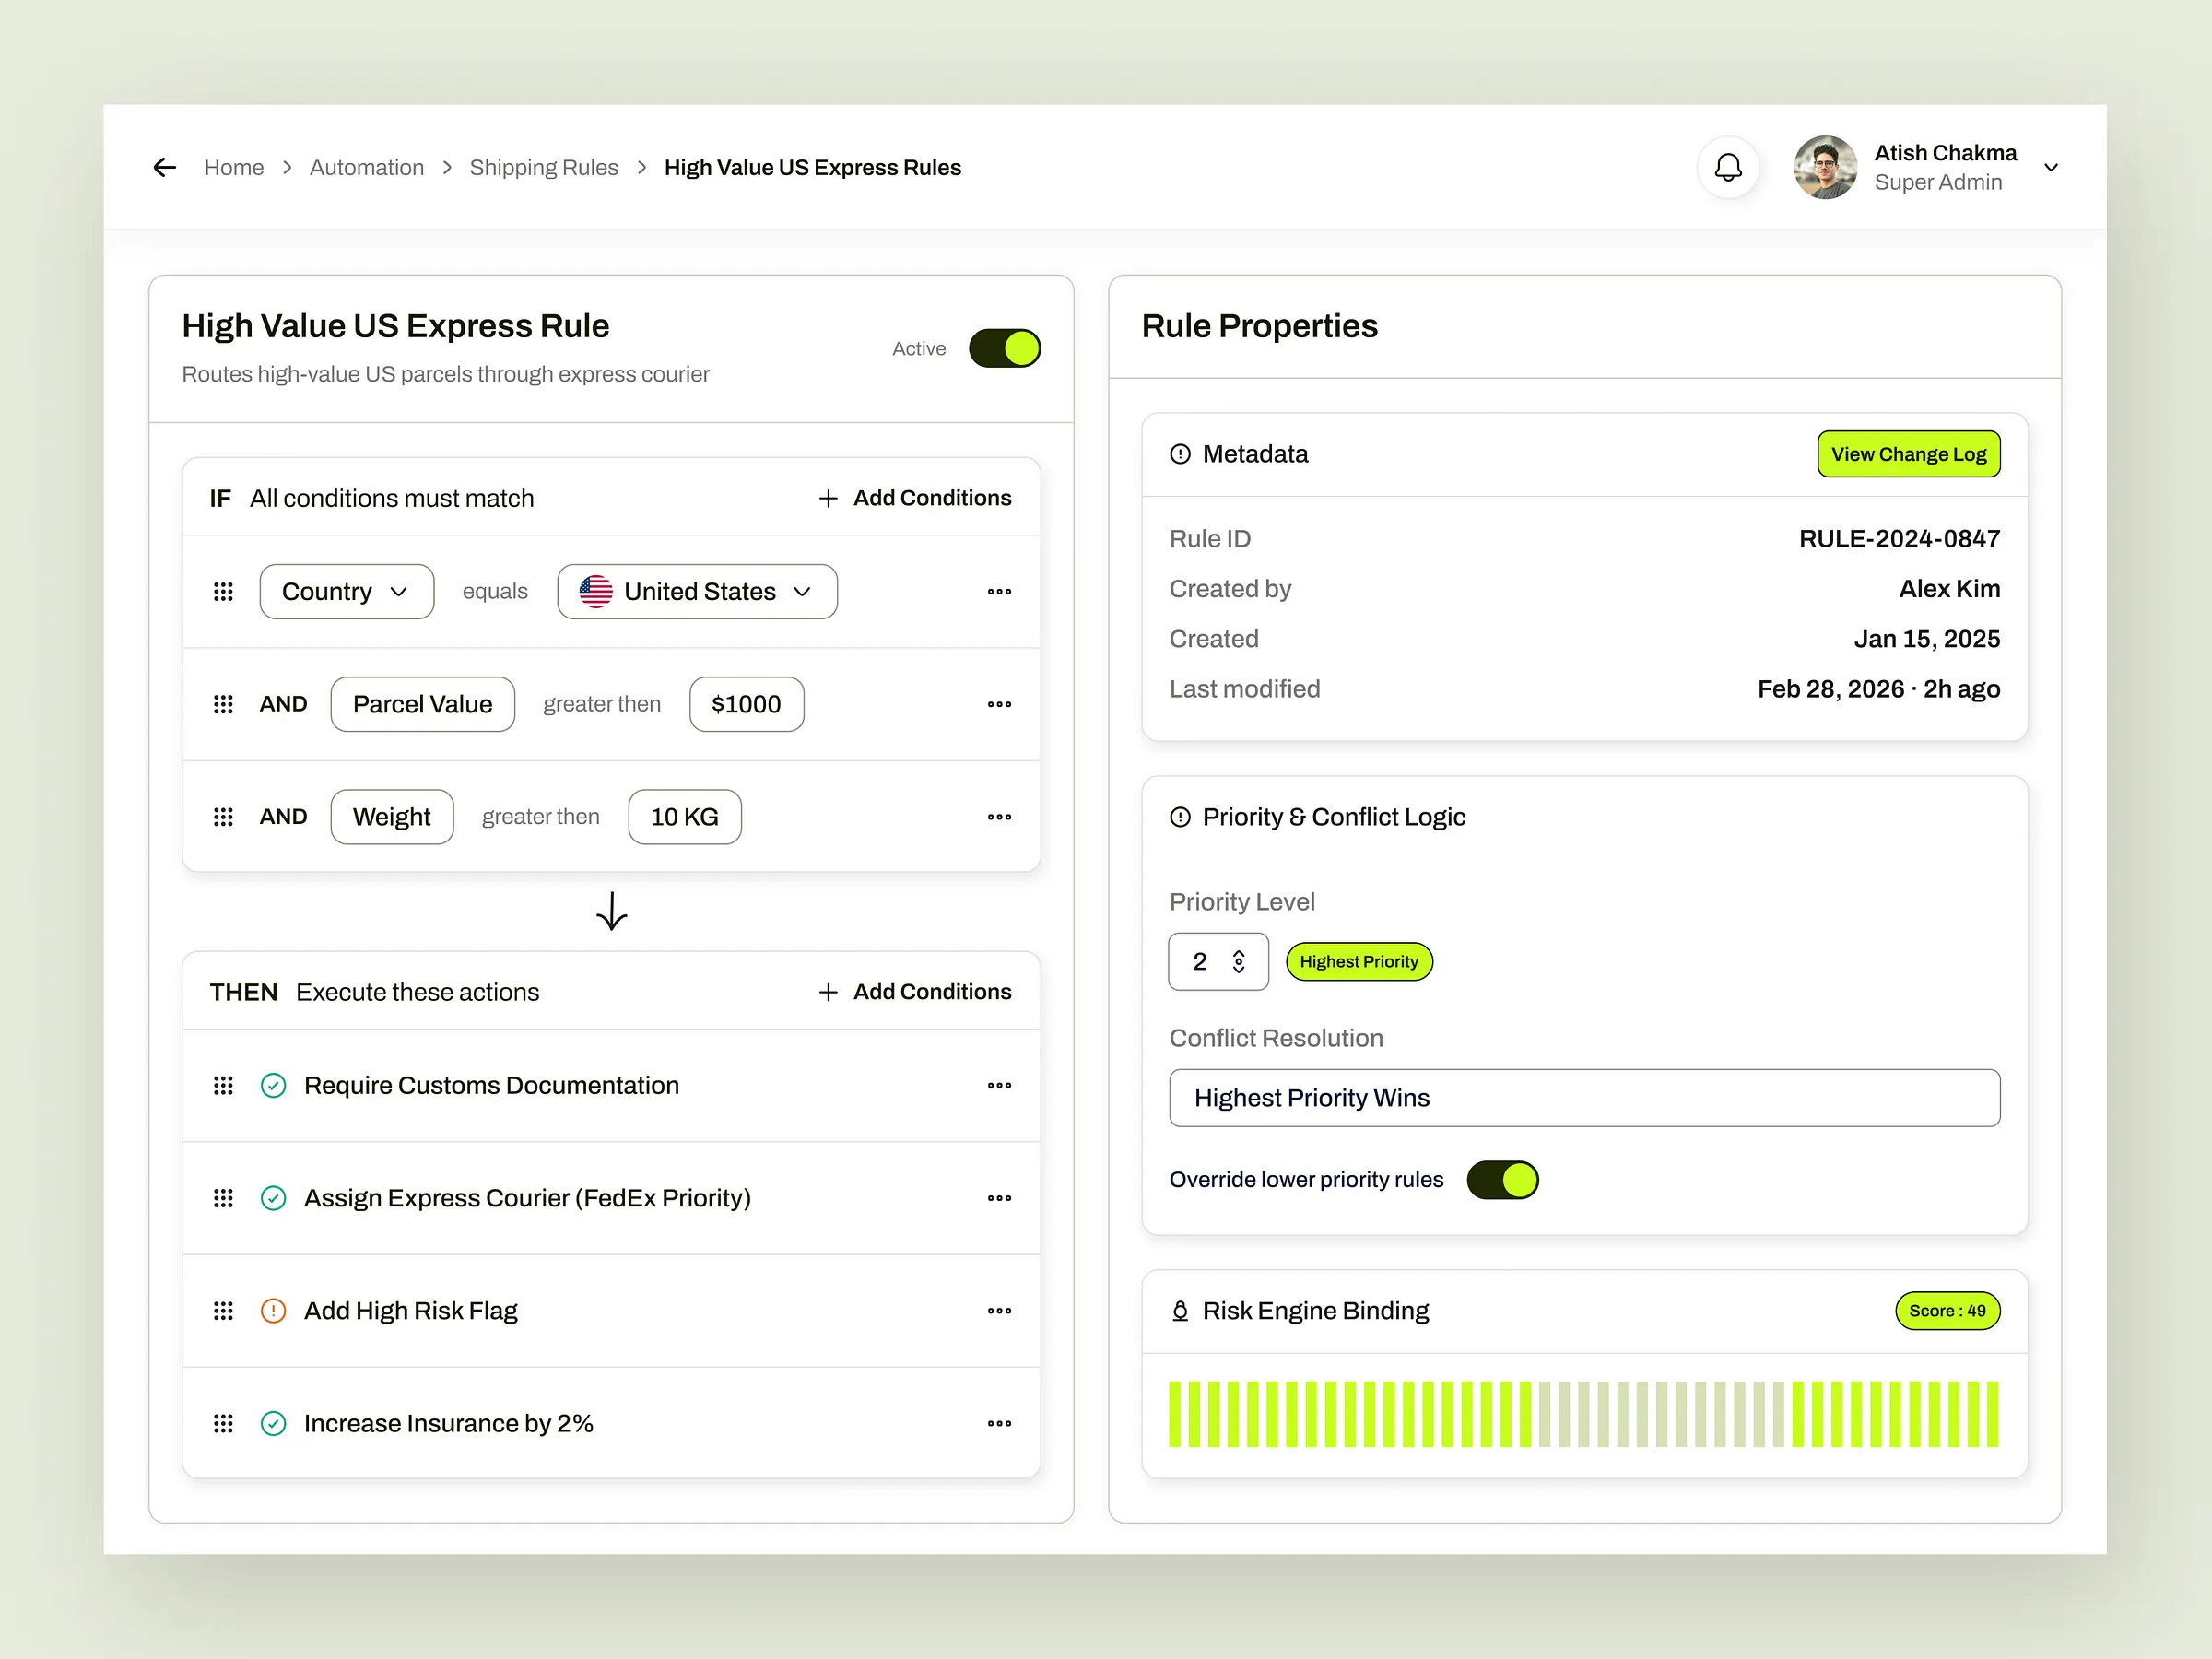 Home > Automation > Shipping Rules > High Value US Express Rules
Atish Chakma
Super Admin
High Value US Express Rule
Routes high-value US parcels through express courier
Active
IF All conditions must match
+ Add Conditions
Country equals United States
AND Parcel Value greater then $1000
AND Weight greater then 10 KG
THEN Execute these actions
+ Add Conditions
Require Customs Documentation
Assign Express Courier (FedEx Priority)
Add High Risk Flag
Increase Insurance by 2%
Rule Properties
Metadata
View Change Log
Rule ID RULE-2024-0847
Created by Alex Kim
Created Jan 15, 2025
Last modified Feb 28, 2026 · 2h ago
Priority & Conflict Logic
Priority Level
2 Highest Priority
Conflict Resolution
Highest Priority Wins
Override lower priority rules
Risk Engine Binding
Score : 49